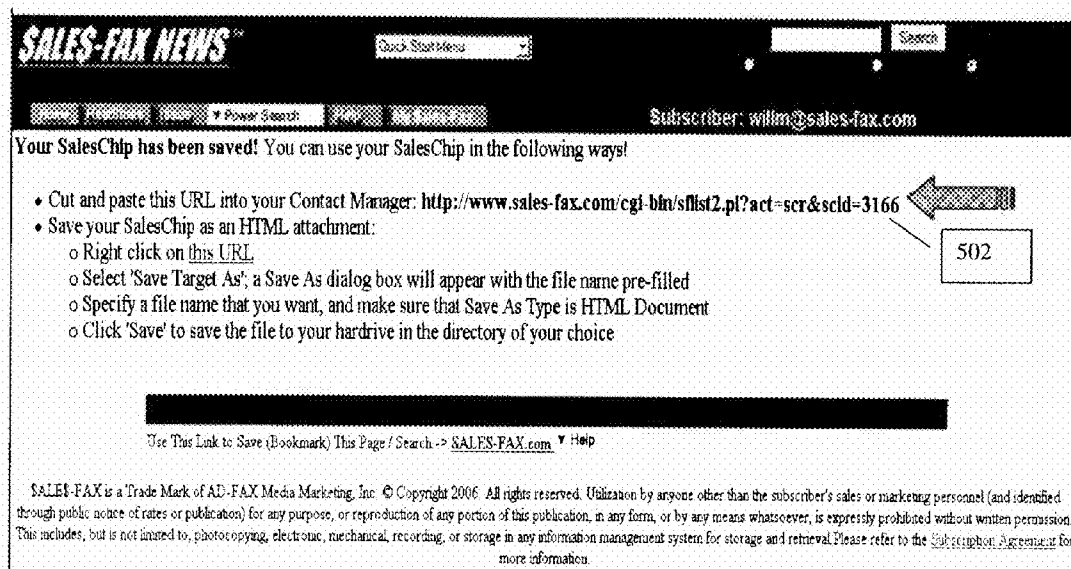 SALES-FAX NEWS
Quick Start Menu
Search
▼ Power Search
Subscriber: willm@sales-fax.com
Your SalesChip has been saved! You can use your SalesChip in the following ways!
• Cut and paste this URL into your Contact Manager: http://www.sales-fax.com/cgi-bin/sflist2.pl?act=scr&scid=3166
• Save your SalesChip as an HTML attachment:
o Right click on this URL
502
o Select 'Save Target As'; a Save As dialog box will appear with the file name pre-filled
o Specify a file name that you want, and make sure that Save As Type is HTML Document
o Click 'Save' to save the file to your hardrive in the directory of your choice
Use This Link to Save (Bookmark) This Page / Search -> SALES-FAX.com ▼ Help
SALES-FAX is a Trade Mark of AD-FAX Media Marketing, Inc. © Copyright 2006. All rights reserved. Utilization by anyone other than the subscriber's sales or marketing personnel (and identified
through public notice of rates or publication) for any purpose, or reproduction of any portion of this publication, in any form, or by any means whatsoever, is expressly prohibited without written permission.
This includes, but is not limited to, photocopying, electronic, mechanical, recording, or storage in any information management system for storage and retrieval. Please refer to the Subscription Agreement for
more information.